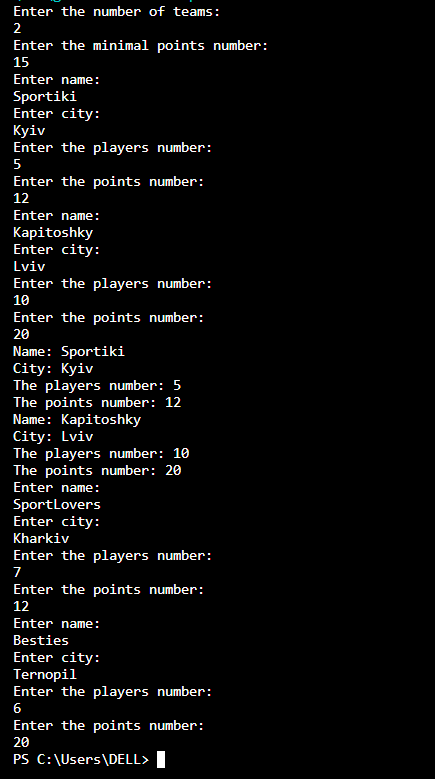 Enter the number of teams:
2
Enter the minimal points number:
15
Enter name:
Sportiki
Enter city:
Kyiv
Enter the players number:
5
Enter the points number:
12
Enter name:
Kapitoshky
Enter city:
Lviv
Enter the players number:
10
Enter the points number:
20
Name: Sportiki
City: Kyiv
The players number: 5
The points number: 12
Name: Kapitoshky
City: Lviv
The players number: 10
The points number: 20
Enter name:
SportLovers
Enter city:
Kharkiv
Enter the players number:
7
Enter the points number:
12
Enter name:
Besties
Enter city:
Ternopil
Enter the players number:
6
Enter the points number:
20
PS C:\Users\DELL>